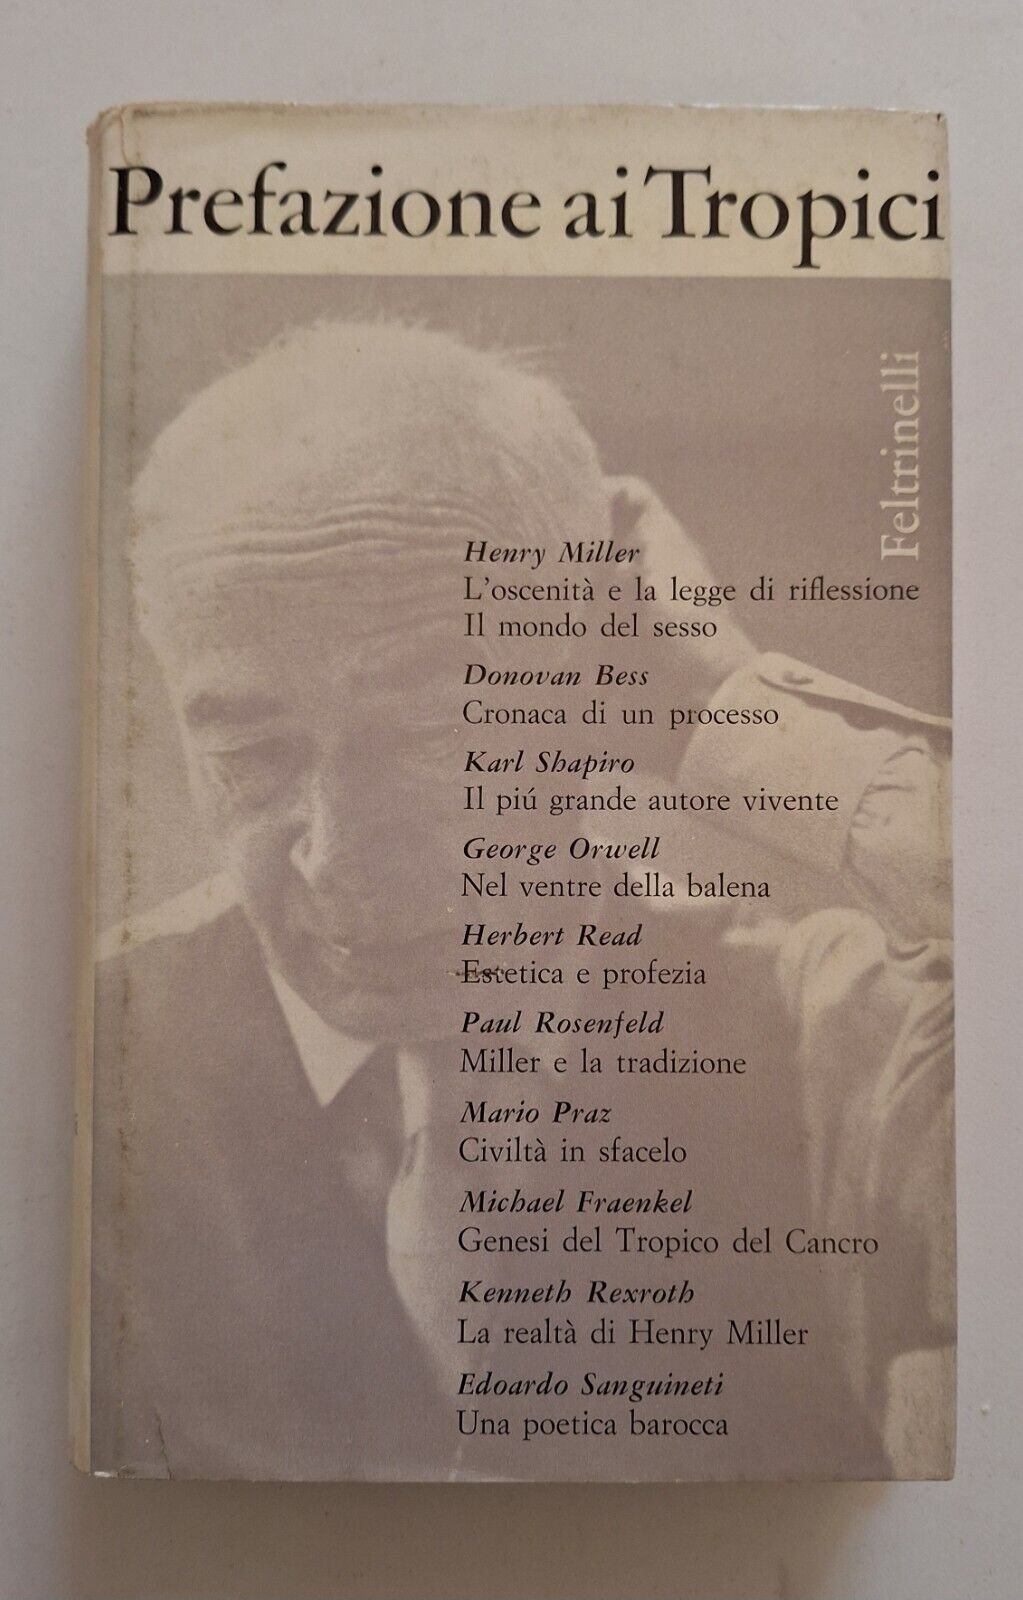 Prefazione ai Tropici
Feltrinelli
Henry Miller
L'oscenità e la legge di riflessione
Il mondo del sesso
Donovan Bess
Cronaca di un processo
Karl Shapiro
Il piú grande autore vivente
George Orwell
Nel ventre della balena
Herbert Read
Estetica e profezia
Paul Rosenfeld
Miller e la tradizione
Mario Praz
Civiltà in sfacelo
Michael Fraenkel
Genesi del Tropico del Cancro
Kenneth Rexroth
La realtà di Henry Miller
Edoardo Sanguineti
Una poetica barocca